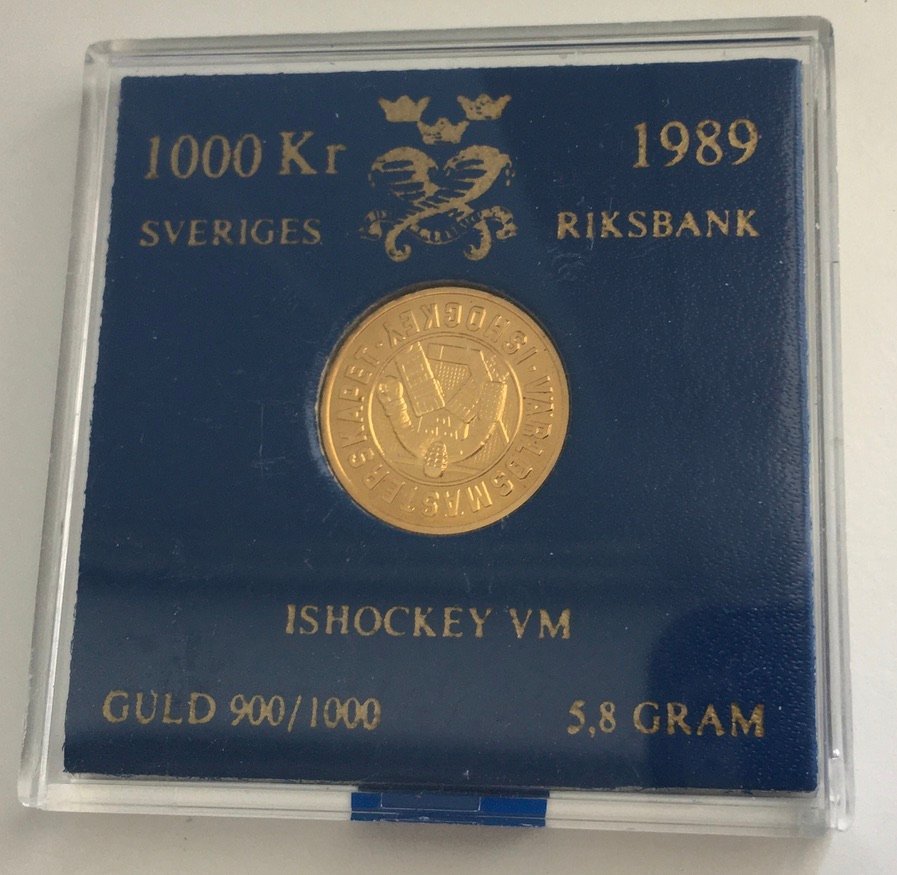 1000 Kr
1989
SVERIGES
RIKSBANK
VÄRLDSMÄSTERSKAPET · ISHOCKEY ·
ISHOCKEY VM
GULD 900/1000
5,8 GRAM